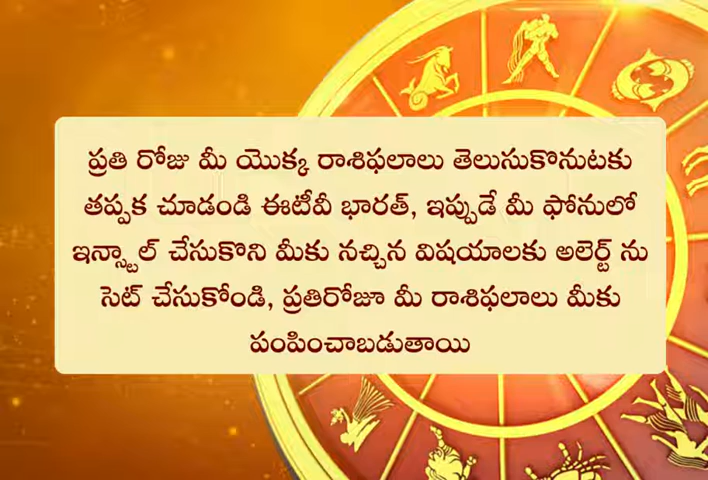 ప్రతి రోజు మీ యొక్క రాశిఫలాలు తెలుసుకొనుటకు
తప్పక చూడండి ఈటీవీ భారత్, ఇప్పుడే మీ ఫోనులో
ఇన్స్టాల్ చేసుకొని మీకు నచ్చిన విషయాలకు అలెర్ట్ ను
సెట్ చేసుకోండి, ప్రతిరోజూ మీ రాశిఫలాలు మీకు
పంపించాబడుతాయి